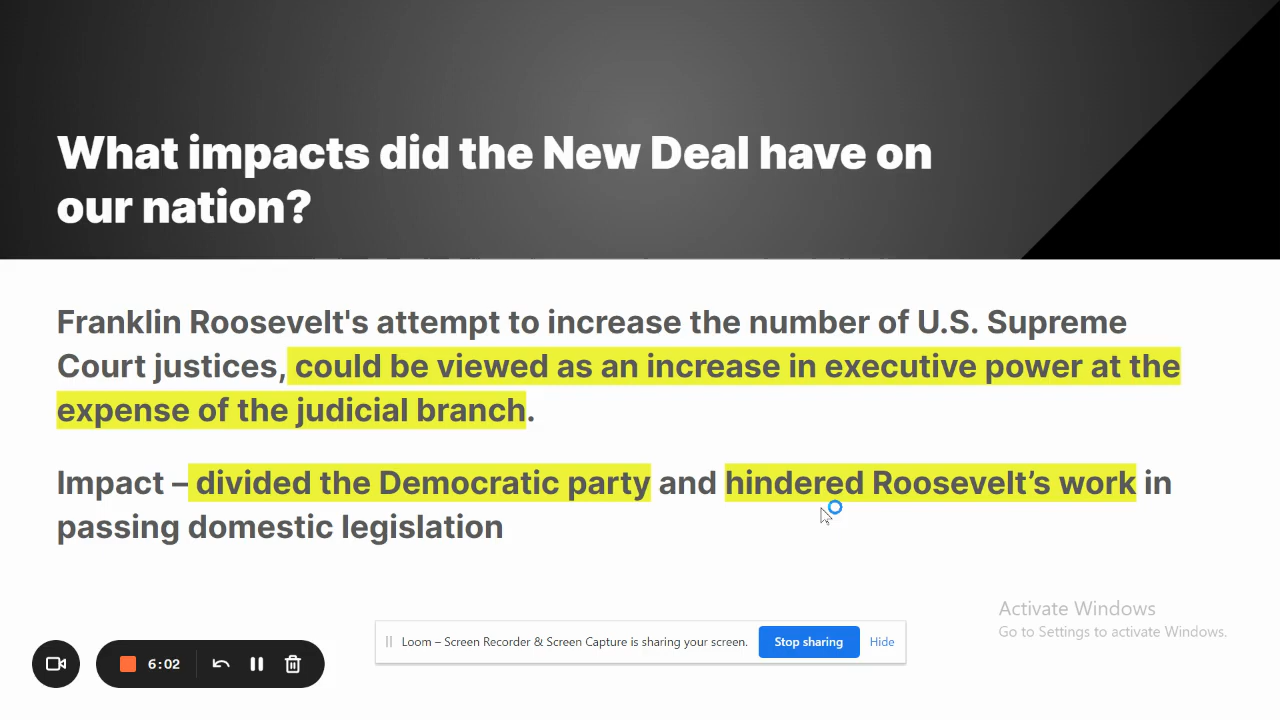 What impacts did the New Deal have on
our nation?
Franklin Roosevelt's attempt to increase the number of U.S. Supreme
Court justices, could be viewed as an increase in executive power at the
expense of the judicial branch.
Impact – divided the Democratic party and hindered Roosevelt’s work in
passing domestic legislation
Activate Windows
Go to Settings to activate Windows.
Loom – Screen Recorder & Screen Capture is sharing your screen.
Stop sharing
Hide
6:02